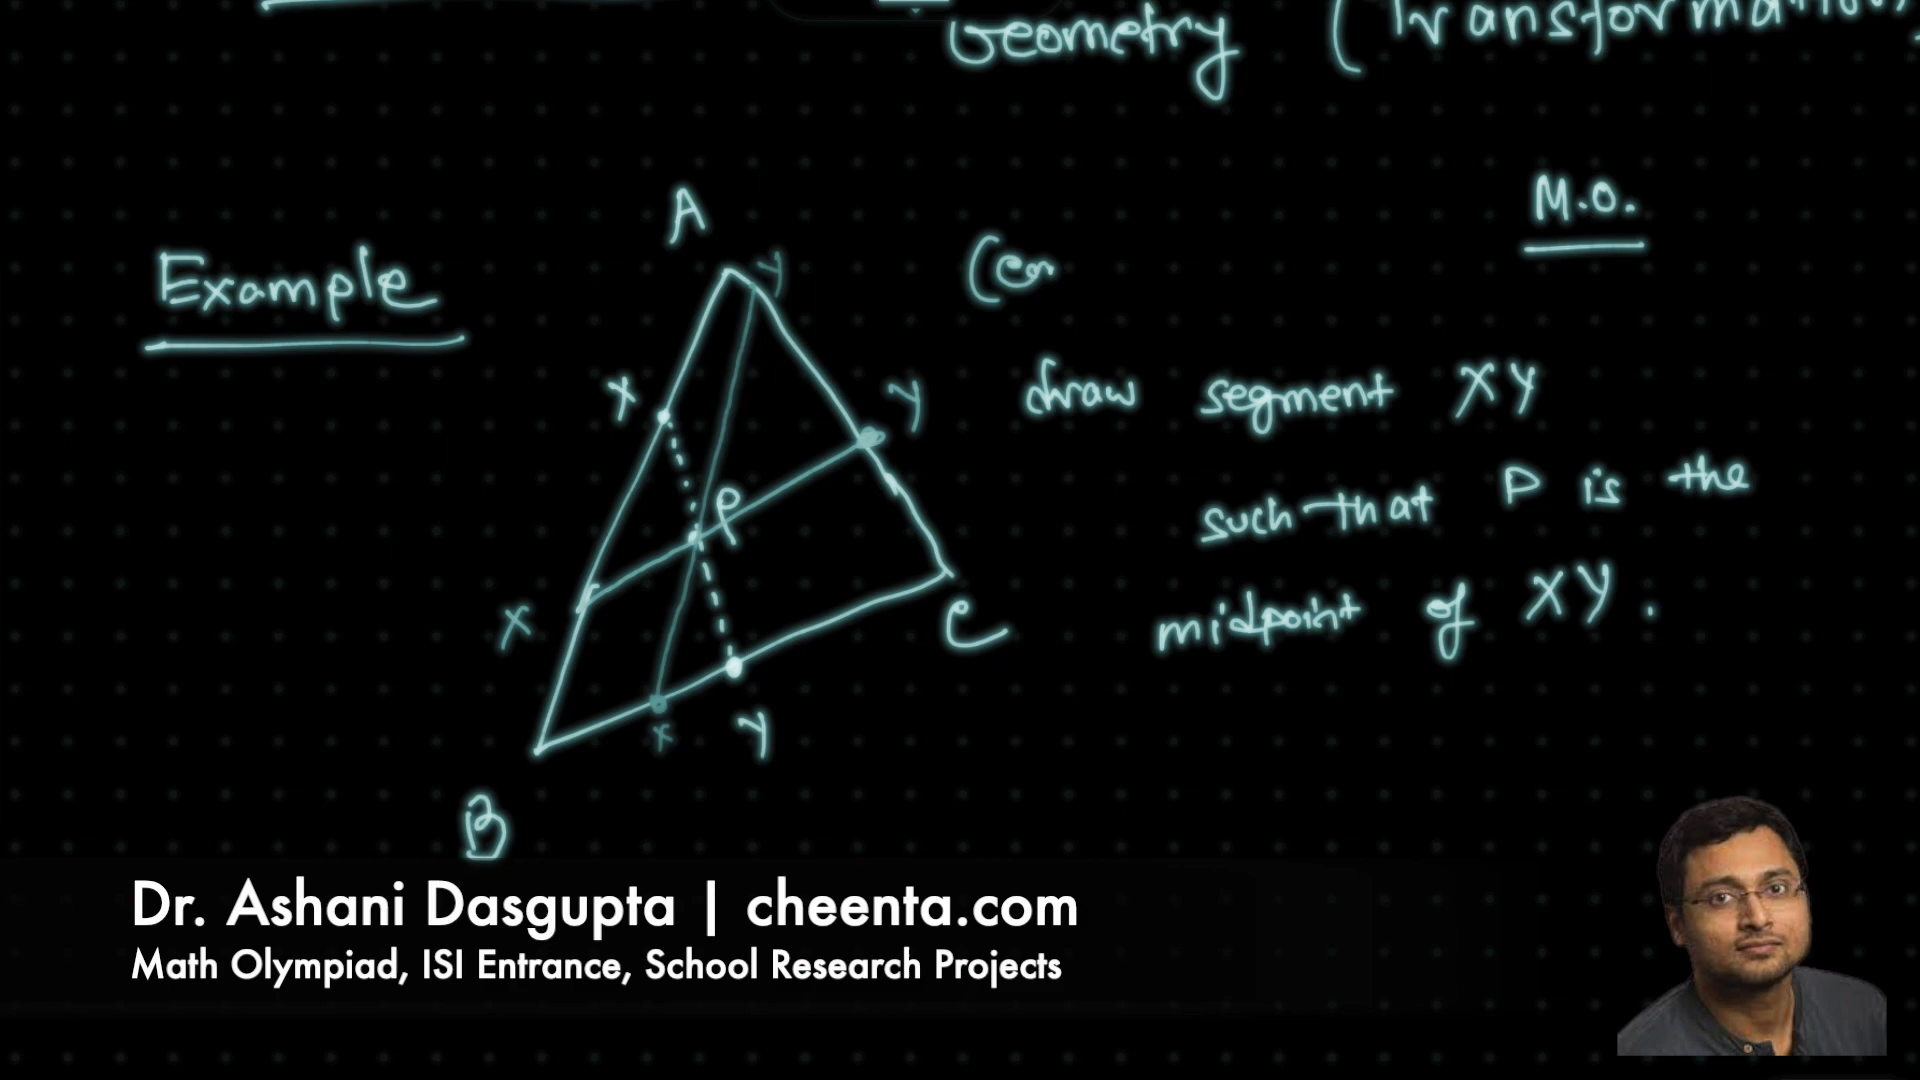 Geometry (Transformation)
M.O.
A
Example
y
(Con
X
y
draw segment XY
P
such that P is the
X
midpoint of XY.
C
X
y
B
Dr. Ashani Dasgupta | cheenta.com
Math Olympiad, ISI Entrance, School Research Projects